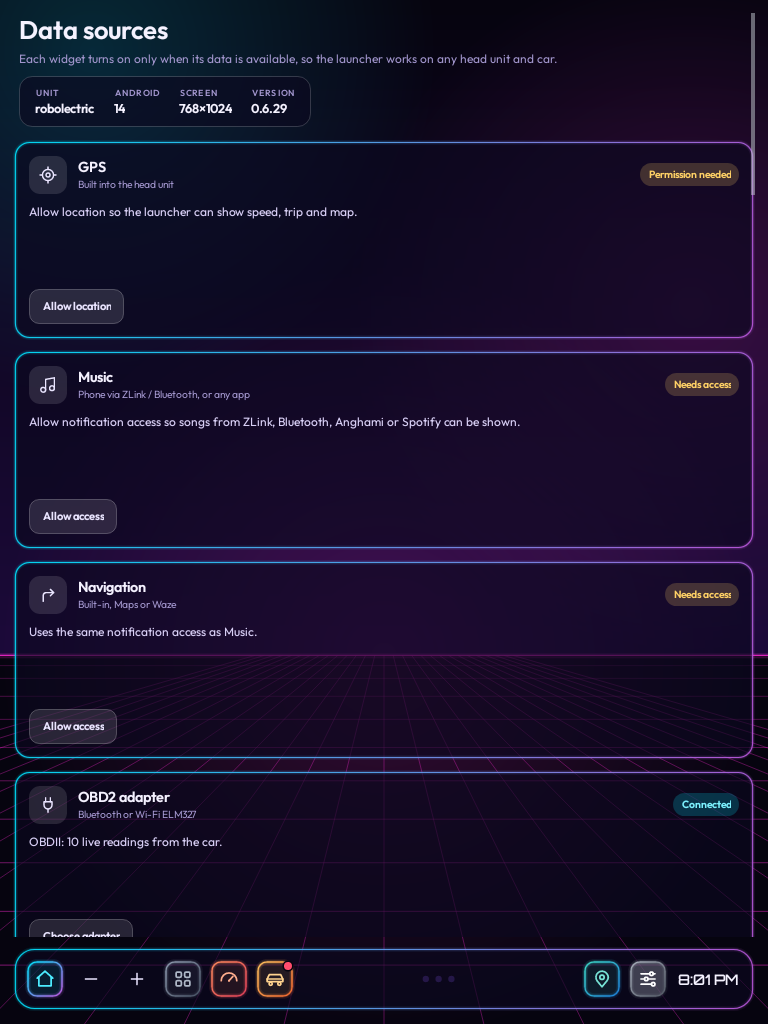 Data sources
Each widget turns on only when its data is available, so the launcher works on any head unit and car.
UNIT ANDROID SCREEN VERSION
robolectric 14 768×1024 0.6.29
GPS
Built into the head unit
Permission needed
Allow location so the launcher can show speed, trip and map.
Allow location
Music
Phone via ZLink / Bluetooth, or any app
Needs access
Allow notification access so songs from ZLink, Bluetooth, Anghami or Spotify can be shown.
Allow access
Navigation
Built-in, Maps or Waze
Needs access
Uses the same notification access as Music.
Allow access
OBD2 adapter
Bluetooth or Wi-Fi ELM327
Connected
OBDII: 10 live readings from the car.
Choose adapter
8:01 PM